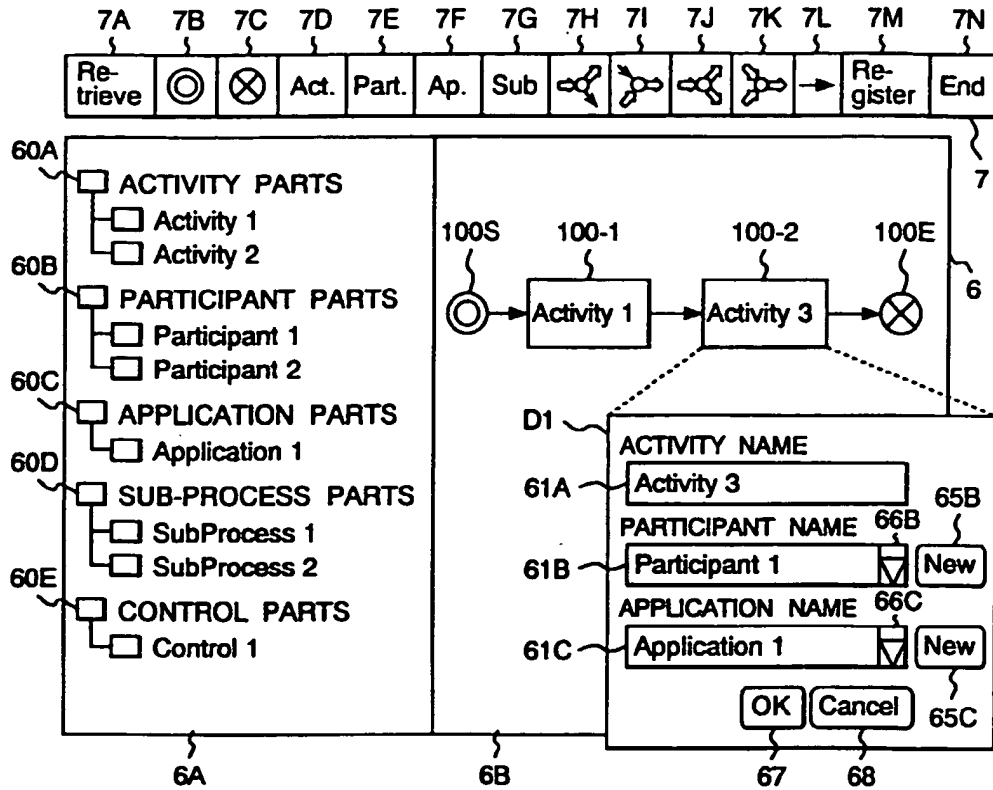 7A 7B 7C 7D 7E 7F 7G 7H 7I 7J 7K 7L 7M 7N
Re-
trieve
Act. Part. Ap. Sub
Re-
gister
End
7
60A
ACTIVITY PARTS
Activity 1
Activity 2
60B
PARTICIPANT PARTS
Participant 1
Participant 2
60C
APPLICATION PARTS
Application 1
60D
SUB-PROCESS PARTS
SubProcess 1
SubProcess 2
60E
CONTROL PARTS
Control 1
6A
100S 100-1 100-2 100E
6
Activity 1 Activity 3
D1
ACTIVITY NAME
61A Activity 3
65B
PARTICIPANT NAME 66B
61B Participant 1 New
APPLICATION NAME 66C
61C Application 1 New
OK Cancel 65C
6B 67 68